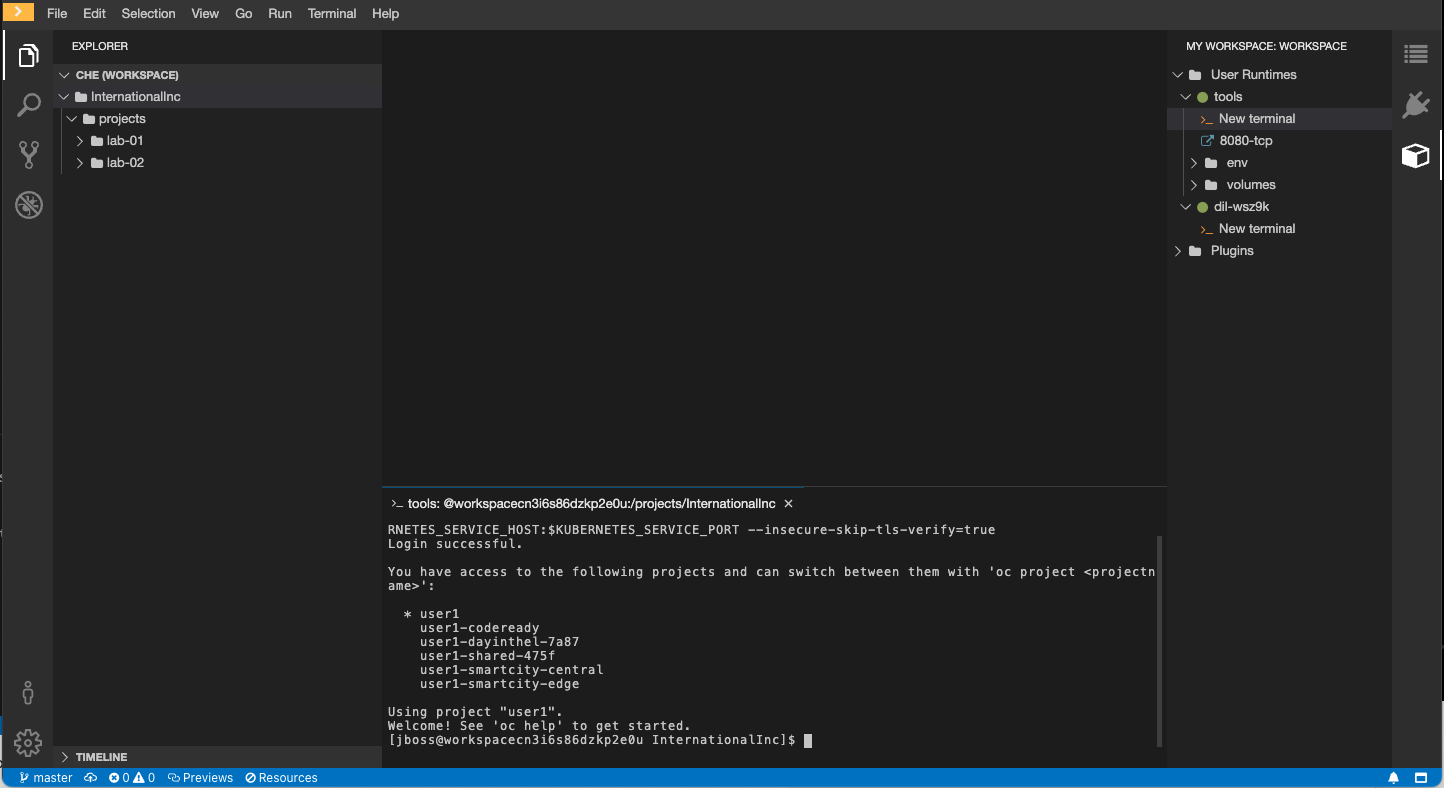 File Edit Selection View Go Run Terminal Help
EXPLORER
CHE (WORKSPACE)
InternationalInc
projects
lab-01
lab-02
TIMELINE
>_ tools: @workspacecn3i6s86dzkp2e0u:/projects/InternationalInc ×
RNETES_SERVICE_HOST:$KUBERNETES_SERVICE_PORT --insecure-skip-tls-verify=true
Login successful.
You have access to the following projects and can switch between them with 'oc project <projectn
ame>':
* user1
user1-codeready
user1-dayinthel-7a87
user1-shared-475f
user1-smartcity-central
user1-smartcity-edge
Using project "user1".
Welcome! See 'oc help' to get started.
[jboss@workspacecn3i6s86dzkp2e0u InternationalInc]$
MY WORKSPACE: WORKSPACE
User Runtimes
tools
>_ New terminal
8080-tcp
env
volumes
dil-wsz9k
>_ New terminal
Plugins
master 0 0 Previews Resources